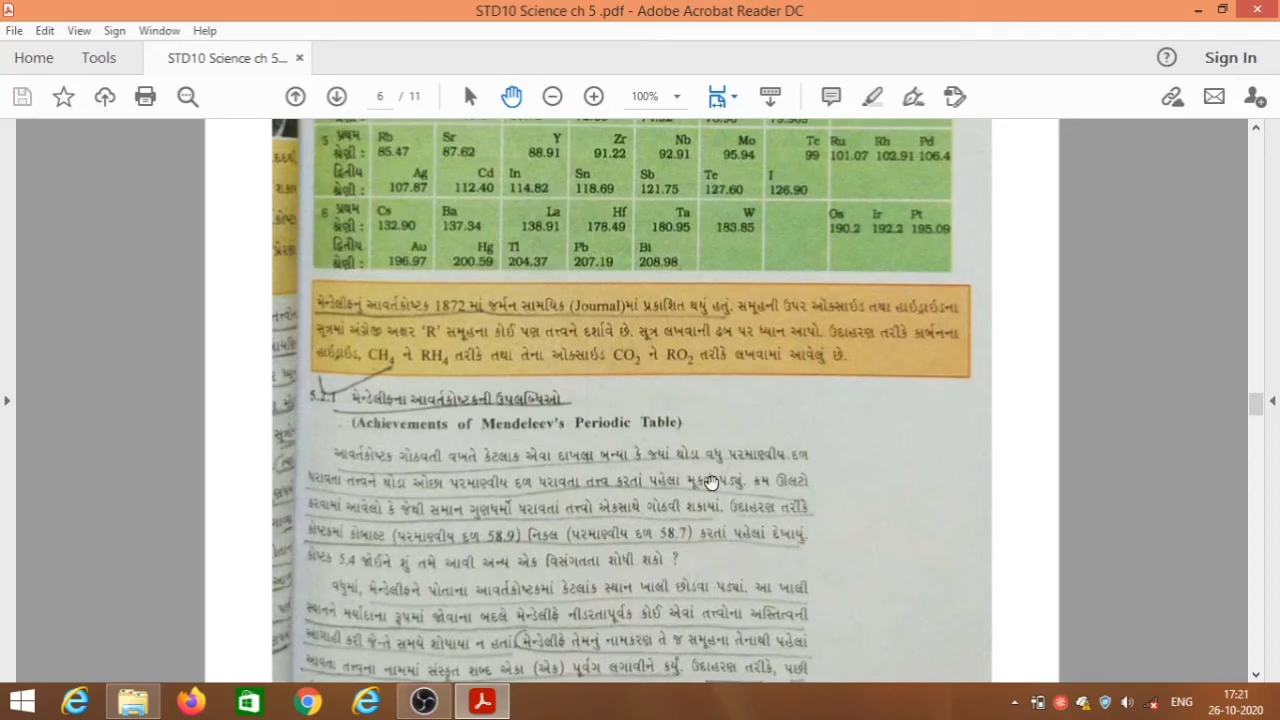 STD10 Science ch 5 .pdf - Adobe Acrobat Reader DC
File Edit View Sign Window Help
Home Tools STD10 Science ch 5... × Sign In
6 / 11 100%
5 પ્રથમ Rb Sr Y Zr Nb Mo Tc Ru Rh Pd
શ્રેણી : 85.47 87.62 88.91 91.22 92.91 95.94 99 101.07 102.91 106.4
દ્વિતીય Ag Cd In Sn Sb Te I
શ્રેણી : 107.87 112.40 114.82 118.69 121.75 127.60 126.90
6 પ્રથમ Cs Ba La Hf Ta W Os Ir Pt
શ્રેણી : 132.90 137.34 138.91 178.49 180.95 183.85 190.2 192.2 195.09
દ્વિતીય Au Hg Tl Pb Bi
શ્રેણી : 196.97 200.59 204.37 207.19 208.98
મેન્ડેલીફનું આવર્તકોષ્ટક 1872 માં જર્મન સામયિક (Journal)માં પ્રકાશિત થયું હતું. સમૂહની ઉપર ઑક્સાઇડ તથા હાઇડ્રાઇડના
સૂત્રમાં અંગ્રેજી અક્ષર ‘R’ સમૂહના કોઈ પણ તત્ત્વને દર્શાવે છે. સૂત્ર લખવાની ઢબ પર ધ્યાન આપો. ઉદાહરણ તરીકે કાર્બનના
હાઇડ્રાઇડ, CH4 ને RH4 તરીકે તથા તેના ઑક્સાઇડ CO2 ને RO2 તરીકે લખવામાં આવેલું છે.
5.2.1 મેન્ડેલીફના આવર્તકોષ્ટકની ઉપલબ્ધિઓ
(Achievements of Mendeleev's Periodic Table)
આવર્તકોષ્ટક ગોઠવતી વખતે કેટલાક એવા દાખલા બન્યા કે જ્યાં થોડા વધુ પરમાણ્વીય દળ
ધરાવતા તત્ત્વને થોડા ઓછા પરમાણ્વીય દળ ધરાવતા તત્ત્વ કરતાં પહેલા પડ્યું. ક્રમ ઊલટો
કરવામાં આવેલો કે જેથી સમાન ગુણધર્મો ધરાવતાં તત્ત્વો એકસાથે ગોઠવી શકાયાં. ઉદાહરણ તરીકે
કોષ્ટકમાં કોબાલ્ટ (પરમાણ્વીય દળ 58.9) નિકલ (પરમાણ્વીય દળ 58.7) કરતાં પહેલાં દેખાયું.
કોષ્ટક 5.4 જોઈને શું તમે આવી અન્ય એક વિસંગતતા શોધી શકો ?
વધુમાં, મેન્ડેલીફને પોતાના આવર્તકોષ્ટકમાં કેટલાંક સ્થાન ખાલી છોડવા પડ્યાં. આ ખાલી
સ્થાનને મર્યાદાના રૂપમાં જોવાના બદલે મેન્ડેલીફે નીડરતાપૂર્વક કોઈ એવાં તત્ત્વોના અસ્તિત્વની
આગાહી કરી જે-તે સમયે શોધાયા ન હતાં. મેન્ડેલીફે તેમનું નામકરણ તે જ સમૂહના તેનાથી પહેલાં
આવતા તત્ત્વના નામમાં સંસ્કૃત શબ્દ એકા (એક) પૂર્વગ લગાવીને કર્યું. ઉદાહરણ તરીકે, પછી
ENG 17:21
26-10-2020